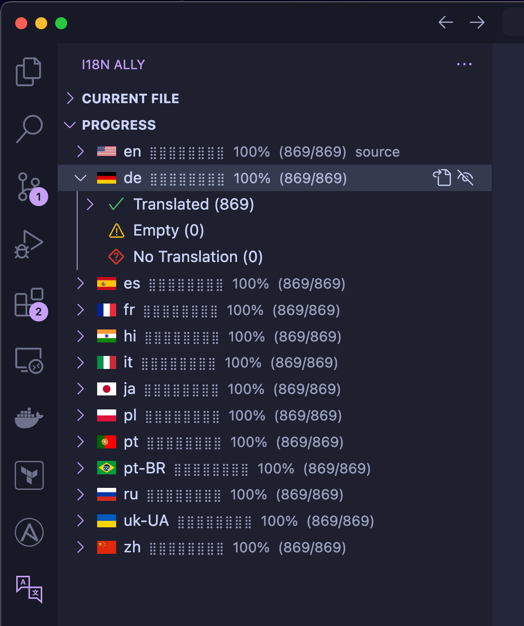 I18N ALLY
CURRENT FILE
PROGRESS
en ⣿⣿⣿⣿⣿⣿⣿⣿ 100% (869/869) source
de ⣿⣿⣿⣿⣿⣿⣿⣿ 100% (869/869)
Translated (869)
Empty (0)
No Translation (0)
es ⣿⣿⣿⣿⣿⣿⣿⣿ 100% (869/869)
fr ⣿⣿⣿⣿⣿⣿⣿⣿ 100% (869/869)
hi ⣿⣿⣿⣿⣿⣿⣿⣿ 100% (869/869)
it ⣿⣿⣿⣿⣿⣿⣿⣿ 100% (869/869)
ja ⣿⣿⣿⣿⣿⣿⣿⣿ 100% (869/869)
pl ⣿⣿⣿⣿⣿⣿⣿⣿ 100% (869/869)
pt ⣿⣿⣿⣿⣿⣿⣿⣿ 100% (869/869)
pt-BR ⣿⣿⣿⣿⣿⣿⣿⣿ 100% (869/869)
ru ⣿⣿⣿⣿⣿⣿⣿⣿ 100% (869/869)
uk-UA ⣿⣿⣿⣿⣿⣿⣿⣿ 100% (869/869)
zh ⣿⣿⣿⣿⣿⣿⣿⣿ 100% (869/869)
1
2
A
文